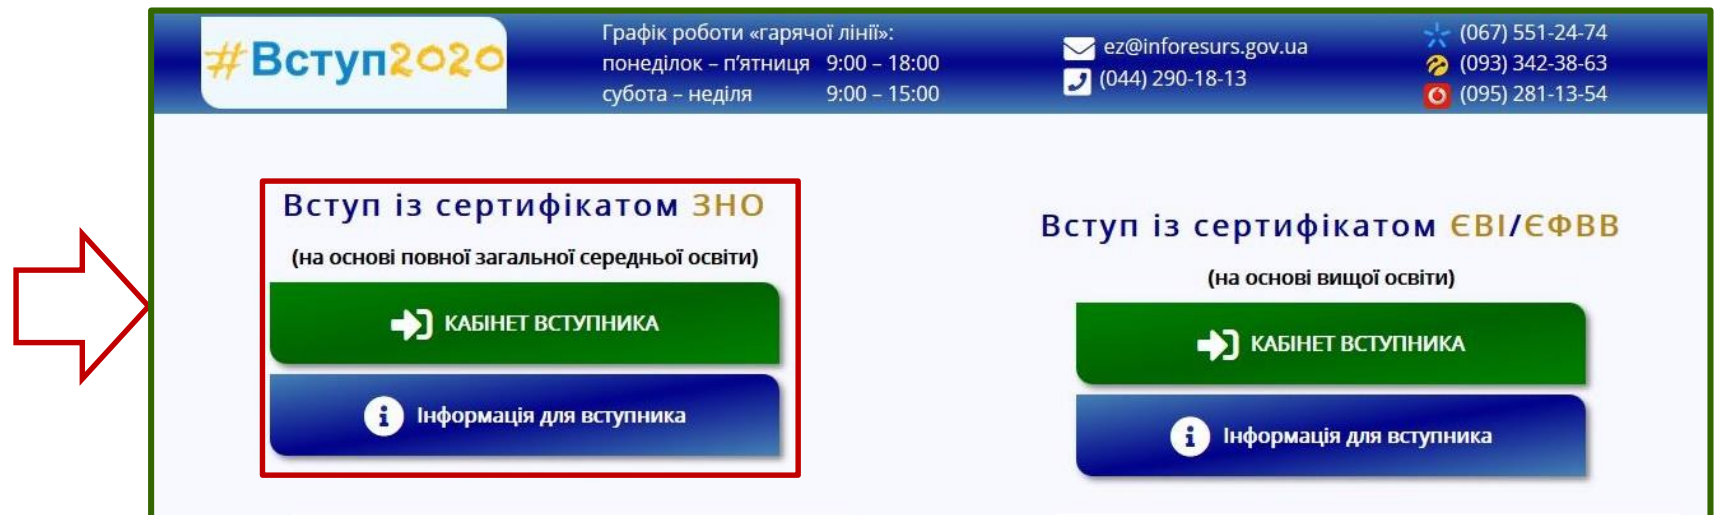 #Вступ2020
Графік роботи «гарячої лінії»:
понеділок – п'ятниця 9:00 – 18:00
субота – неділя 9:00 – 15:00
ez@inforesurs.gov.ua
(044) 290-18-13
(067) 551-24-74
(093) 342-38-63
(095) 281-13-54
Вступ із сертифікатом ЗНО
(на основі повної загальної середньої освіти)
КАБІНЕТ ВСТУПНИКА
Інформація для вступника
Вступ із сертифікатом ЄВІ/ЄФВВ
(на основі вищої освіти)
КАБІНЕТ ВСТУПНИКА
Інформація для вступника